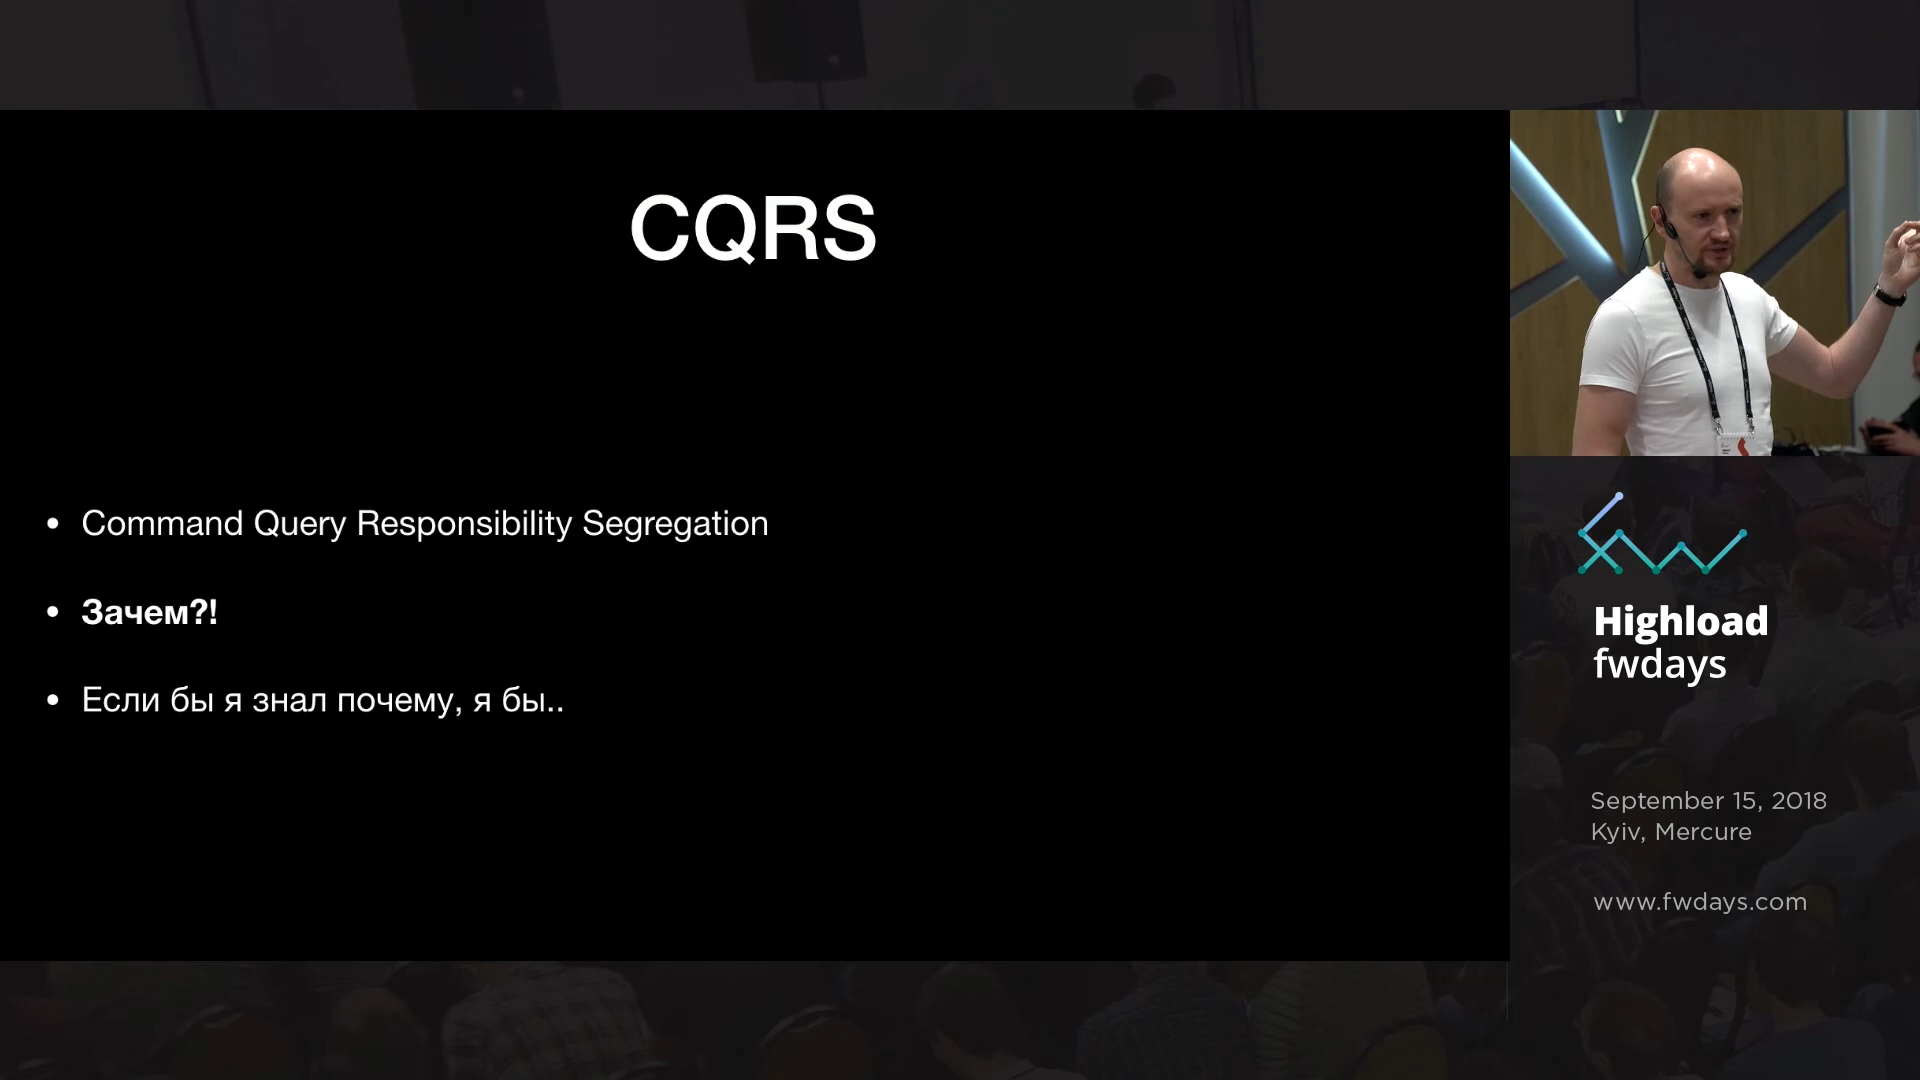 CQRS
• Command Query Responsibility Segregation
• Зачем?!
• Если бы я знал почему, я бы..
Highload
fwdays
September 15, 2018
Kyiv, Mercure
www.fwdays.com